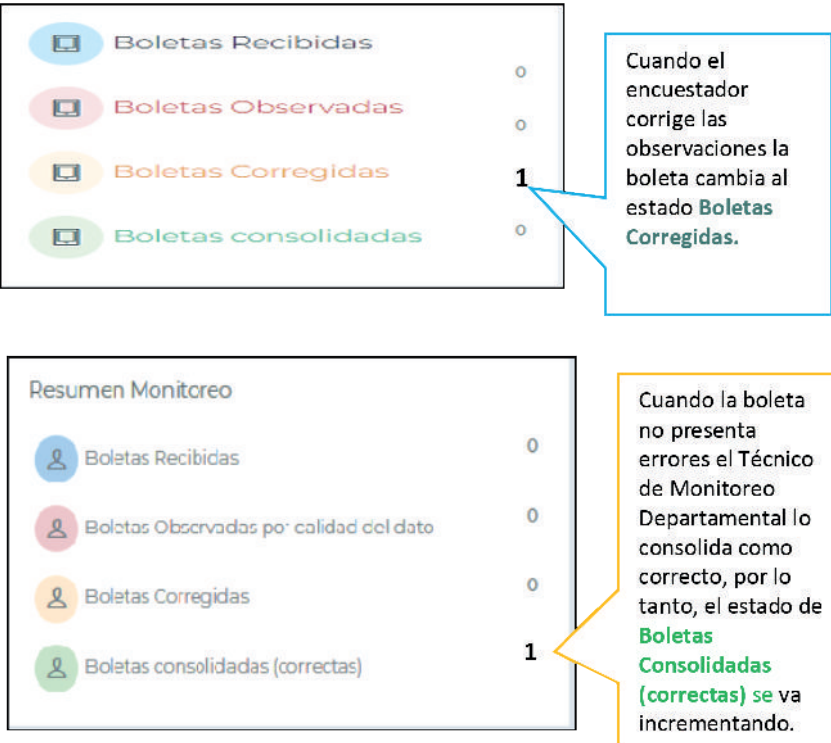 Boletas Recibidas
0
Boletas Observadas
0
Boletas Corregidas
1
Boletas consolidadas
0
Cuando el
encuestador
corrige las
observaciones la
boleta cambia al
estado Boletas
Corregidas.
Resumen Monitoreo
Boletas Recibidas
0
Boletas Observadas por calidad del dato
0
Boletas Corregidas
0
Boletas consolidadas (correctas)
1
Cuando la boleta
no presenta
errores el Técnico
de Monitoreo
Departamental lo
consolida como
correcto, por lo
tanto, el estado de
Boletas
Consolidadas
(correctas) se va
incrementando.